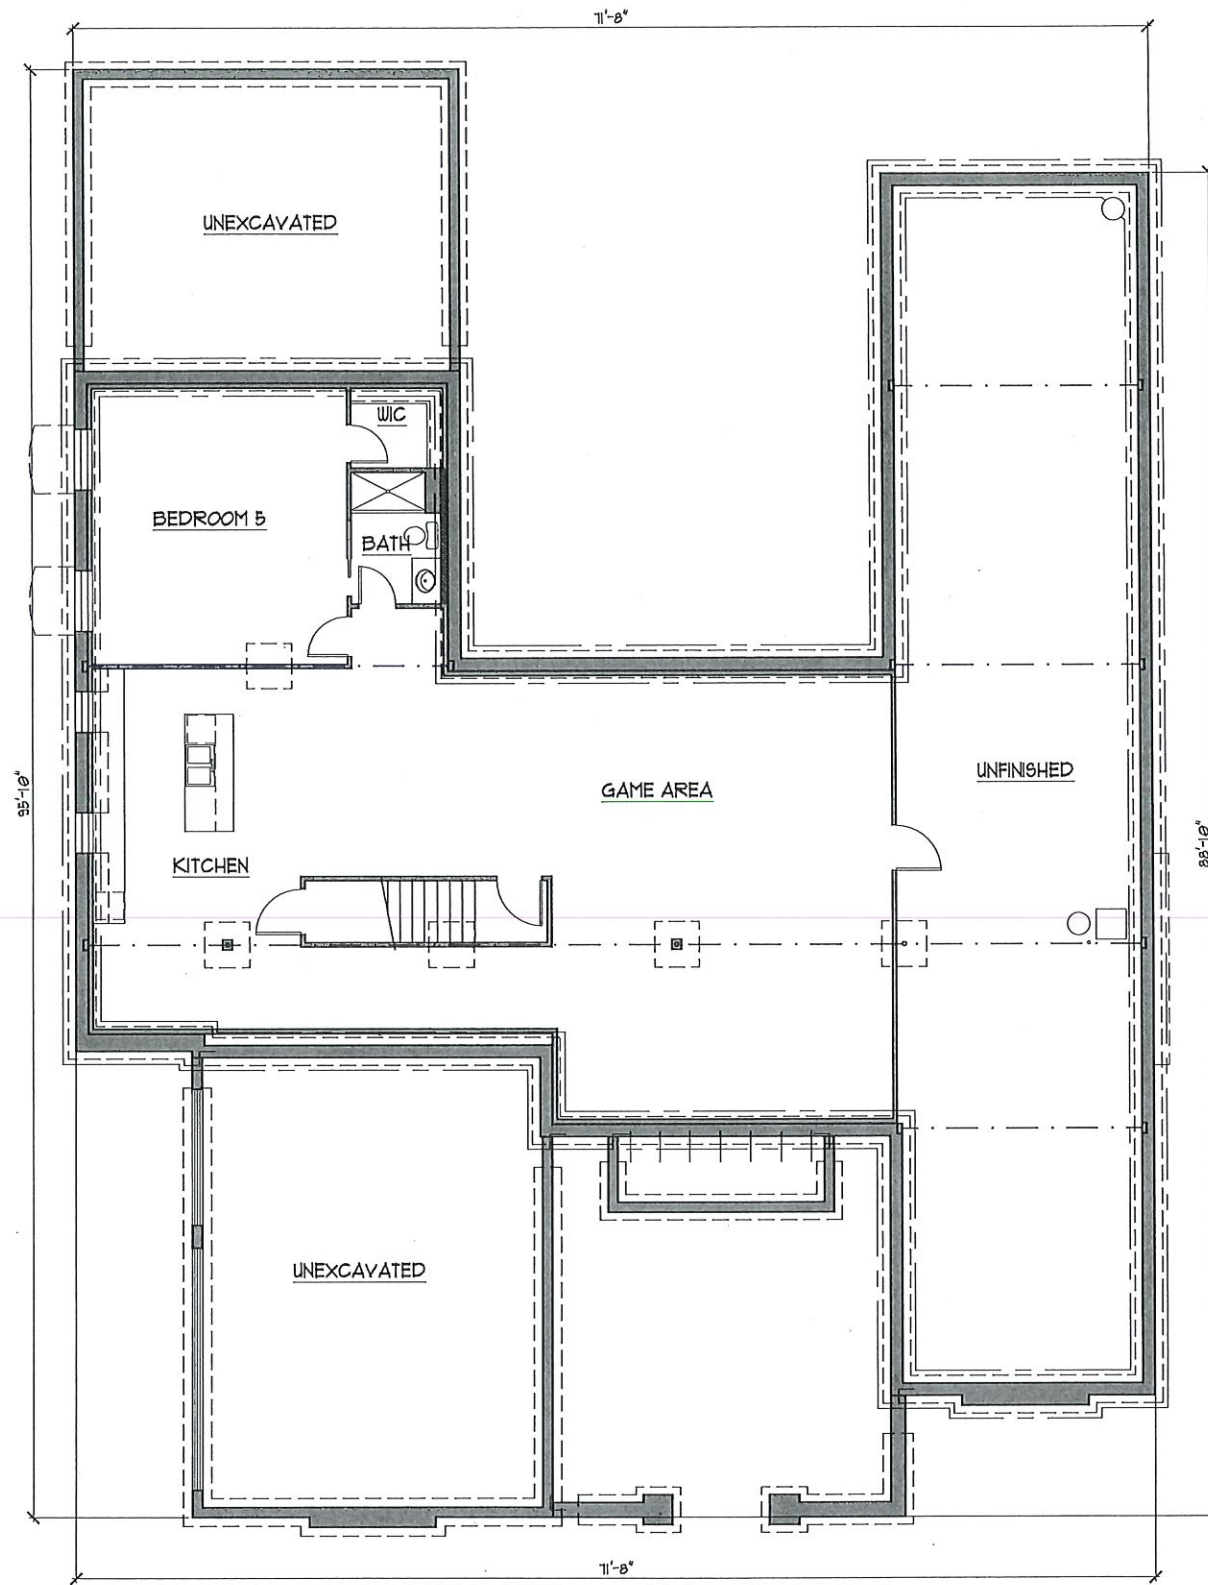 71'-8"
UNEXCAVATED
WIC
BEDROOM 5
BATH
UNFINISHED
95'-10"
GAME AREA
88'-10"
KITCHEN
UNEXCAVATED
71'-8"